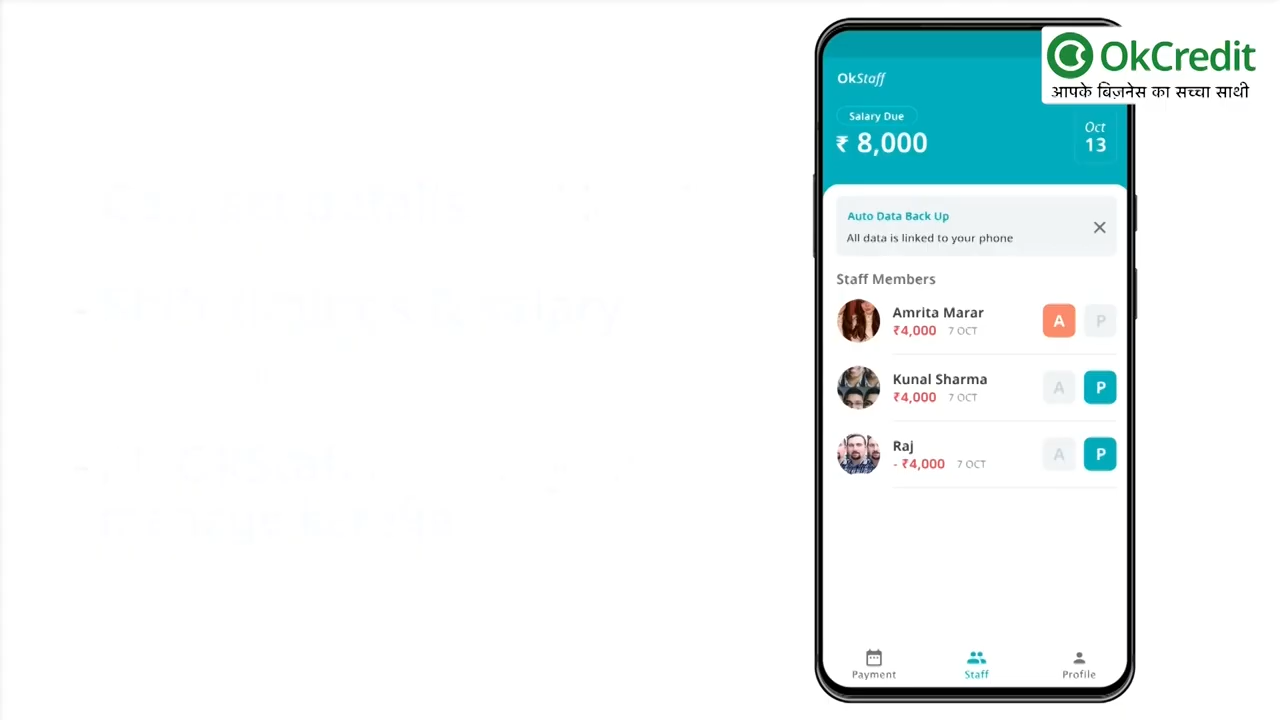 OkCredit
आपके बिज़नेस का सच्चा साथी
OkStaff
Salary Due
₹ 8,000
Oct
13
Auto Data Back Up
All data is linked to your phone
Staff Members
Amrita Marar
₹4,000 7 OCT
A P
Kunal Sharma
₹4,000 7 OCT
A P
Raj
- ₹4,000 7 OCT
A P
Payment Staff Profile